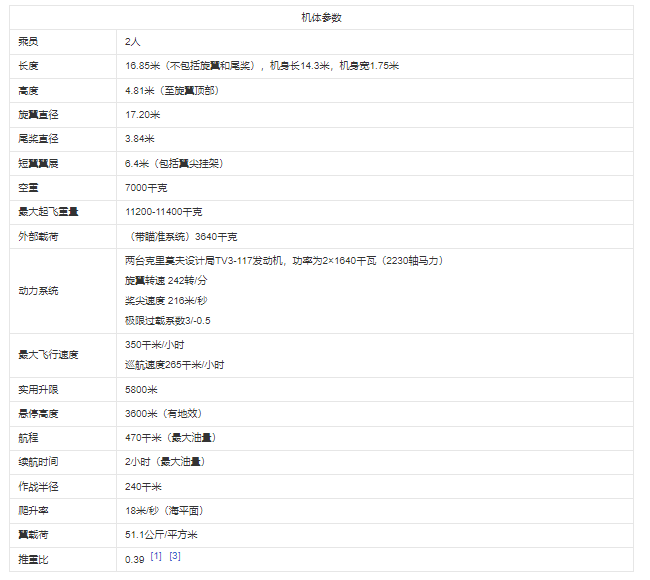 机体参数
乘员 2人
长度 16.85米（不包括旋翼和尾桨），机身长14.3米，机身宽1.75米
高度 4.81米（至旋翼顶部）
旋翼直径 17.20米
尾桨直径 3.84米
短翼翼展 6.4米（包括翼尖挂架）
空重 7000千克
最大起飞重量 11200-11400千克
外部载荷 （带瞄准系统）3640千克
动力系统 两台克里莫夫设计局TV3-117发动机，功率为2×1640千瓦（2230轴马力）
旋翼转速 242转/分
桨尖速度 216米/秒
极限过载系数3/-0.5
最大飞行速度 350千米/小时
巡航速度265千米/小时
实用升限 5800米
悬停高度 3600米（有地效）
航程 470千米（最大油量）
续航时间 2小时（最大油量）
作战半径 240千米
爬升率 18米/秒（海平面）
翼载荷 51.1公斤/平方米
推重比 0.39 [1] [3]